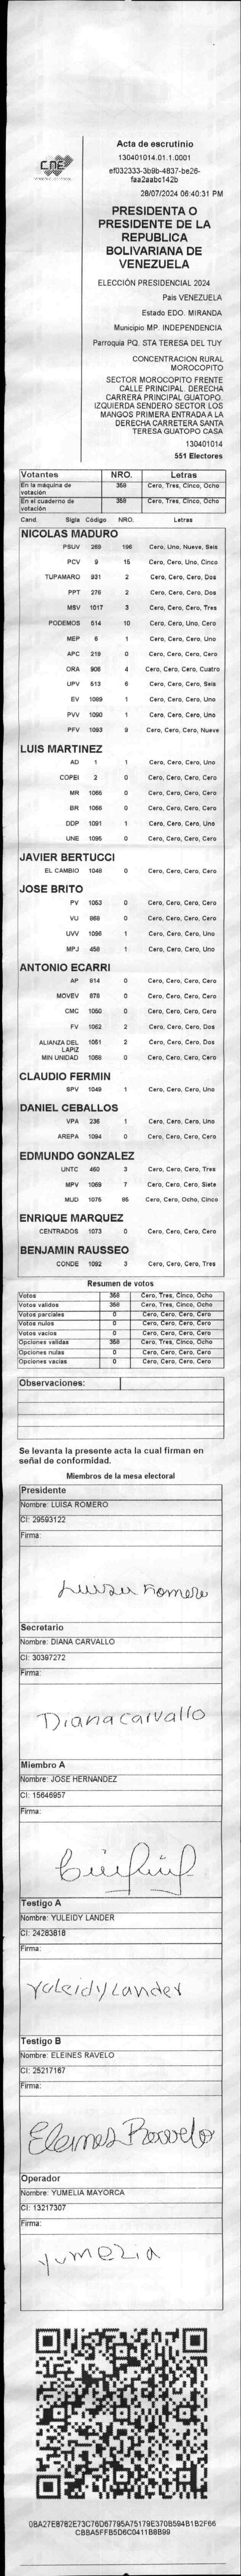 CNE
Acta de escrutinio
130401014.01.1.0001
ef032333-3b9b-4837-be26-
faa2aabc142b
28/07/2024 06:40:31 PM
PRESIDENTA O
PRESIDENTE DE LA
REPUBLICA
BOLIVARIANA DE
VENEZUELA
ELECCIÓN PRESIDENCIAL 2024
Pais VENEZUELA
Estado EDO. MIRANDA
Municipio MP. INDEPENDENCIA
Parroquia PQ. STA TERESA DEL TUY
CONCENTRACION RURAL
MOROCOPITO
SECTOR MOROCOPITO FRENTE
CALLE PRINCIPAL. DERECHA
CARRERA PRINCIPAL GUATOPO.
IZQUIERDA SENDERO SECTOR LOS
MANGOS PRIMERA ENTRADA A LA
DERECHA CARRETERA SANTA
TERESA GUATOPO CASA
130401014
551 Electores
Votantes NRO. Letras
En la máquina de votación 358 Cero, Tres, Cinco, Ocho
En el cuaderno de votación 358 Cero, Tres, Cinco, Ocho
Cand. Sigla Código NRO. Letras
NICOLAS MADURO
PSUV 269 196 Cero, Uno, Nueve, Seis
PCV 9 15 Cero, Cero, Uno, Cinco
TUPAMARO 931 2 Cero, Cero, Cero, Dos
PPT 276 2 Cero, Cero, Cero, Dos
MSV 1017 3 Cero, Cero, Cero, Tres
PODEMOS 514 10 Cero, Cero, Uno, Cero
MEP 6 1 Cero, Cero, Cero, Uno
APC 219 0 Cero, Cero, Cero, Cero
ORA 906 4 Cero, Cero, Cero, Cuatro
UPV 513 6 Cero, Cero, Cero, Seis
EV 1089 1 Cero, Cero, Cero, Uno
PVV 1090 1 Cero, Cero, Cero, Uno
PFV 1093 9 Cero, Cero, Cero, Nueve
LUIS MARTINEZ
AD 1 1 Cero, Cero, Cero, Uno
COPEI 2 0 Cero, Cero, Cero, Cero
MR 1065 0 Cero, Cero, Cero, Cero
BR 1066 0 Cero, Cero, Cero, Cero
DDP 1091 1 Cero, Cero, Cero, Uno
UNE 1095 0 Cero, Cero, Cero, Cero
JAVIER BERTUCCI
EL CAMBIO 1048 0 Cero, Cero, Cero, Cero
JOSE BRITO
PV 1053 0 Cero, Cero, Cero, Cero
VU 868 0 Cero, Cero, Cero, Cero
UVV 1096 1 Cero, Cero, Cero, Uno
MPJ 458 1 Cero, Cero, Cero, Uno
ANTONIO ECARRI
AP 914 0 Cero, Cero, Cero, Cero
MOVEV 878 0 Cero, Cero, Cero, Cero
CMC 1050 0 Cero, Cero, Cero, Cero
FV 1062 2 Cero, Cero, Cero, Dos
ALIANZA DEL LAPIZ 1051 2 Cero, Cero, Cero, Dos
MIN UNIDAD 1068 0 Cero, Cero, Cero, Cero
CLAUDIO FERMIN
SPV 1049 1 Cero, Cero, Cero, Uno
DANIEL CEBALLOS
VPA 236 1 Cero, Cero, Cero, Uno
AREPA 1094 0 Cero, Cero, Cero, Cero
EDMUNDO GONZALEZ
UNTC 460 3 Cero, Cero, Cero, Tres
MPV 1069 7 Cero, Cero, Cero, Siete
MUD 1075 85 Cero, Cero, Ocho, Cinco
ENRIQUE MARQUEZ
CENTRADOS 1073 0 Cero, Cero, Cero, Cero
BENJAMIN RAUSSEO
CONDE 1092 3 Cero, Cero, Cero, Tres
Resumen de votos
Votos 358 Cero, Tres, Cinco, Ocho
Votos validos 358 Cero, Tres, Cinco, Ocho
Votos parciales 0 Cero, Cero, Cero, Cero
Votos nulos 0 Cero, Cero, Cero, Cero
Votos vacios 0 Cero, Cero, Cero, Cero
Opciones validas 358 Cero, Tres, Cinco, Ocho
Opciones nulas 0 Cero, Cero, Cero, Cero
Opciones vacias 0 Cero, Cero, Cero, Cero
Observaciones:
Se levanta la presente acta la cual firman en
señal de conformidad.
Miembros de la mesa electoral
Presidente
Nombre: LUISA ROMERO
CI: 29593122
Firma:
Luisa Romero
Secretario
Nombre: DIANA CARVALLO
CI: 30397272
Firma:
Diana carvallo
Miembro A
Nombre: JOSE HERNANDEZ
CI: 15646957
Firma:
Testigo A
Nombre: YULEIDY LANDER
CI: 24283818
Firma:
Yuleidy Lander
Testigo B
Nombre: ELEINES RAVELO
CI: 25217167
Firma:
Eleines Ravelo
Operador
Nombre: YUMELIA MAYORCA
CI: 13217307
Firma:
Yumelia
0BA27E8782E73C76D67795A75179E370B594B1B2F66
CBBA5FFB5D6C0411B8B99